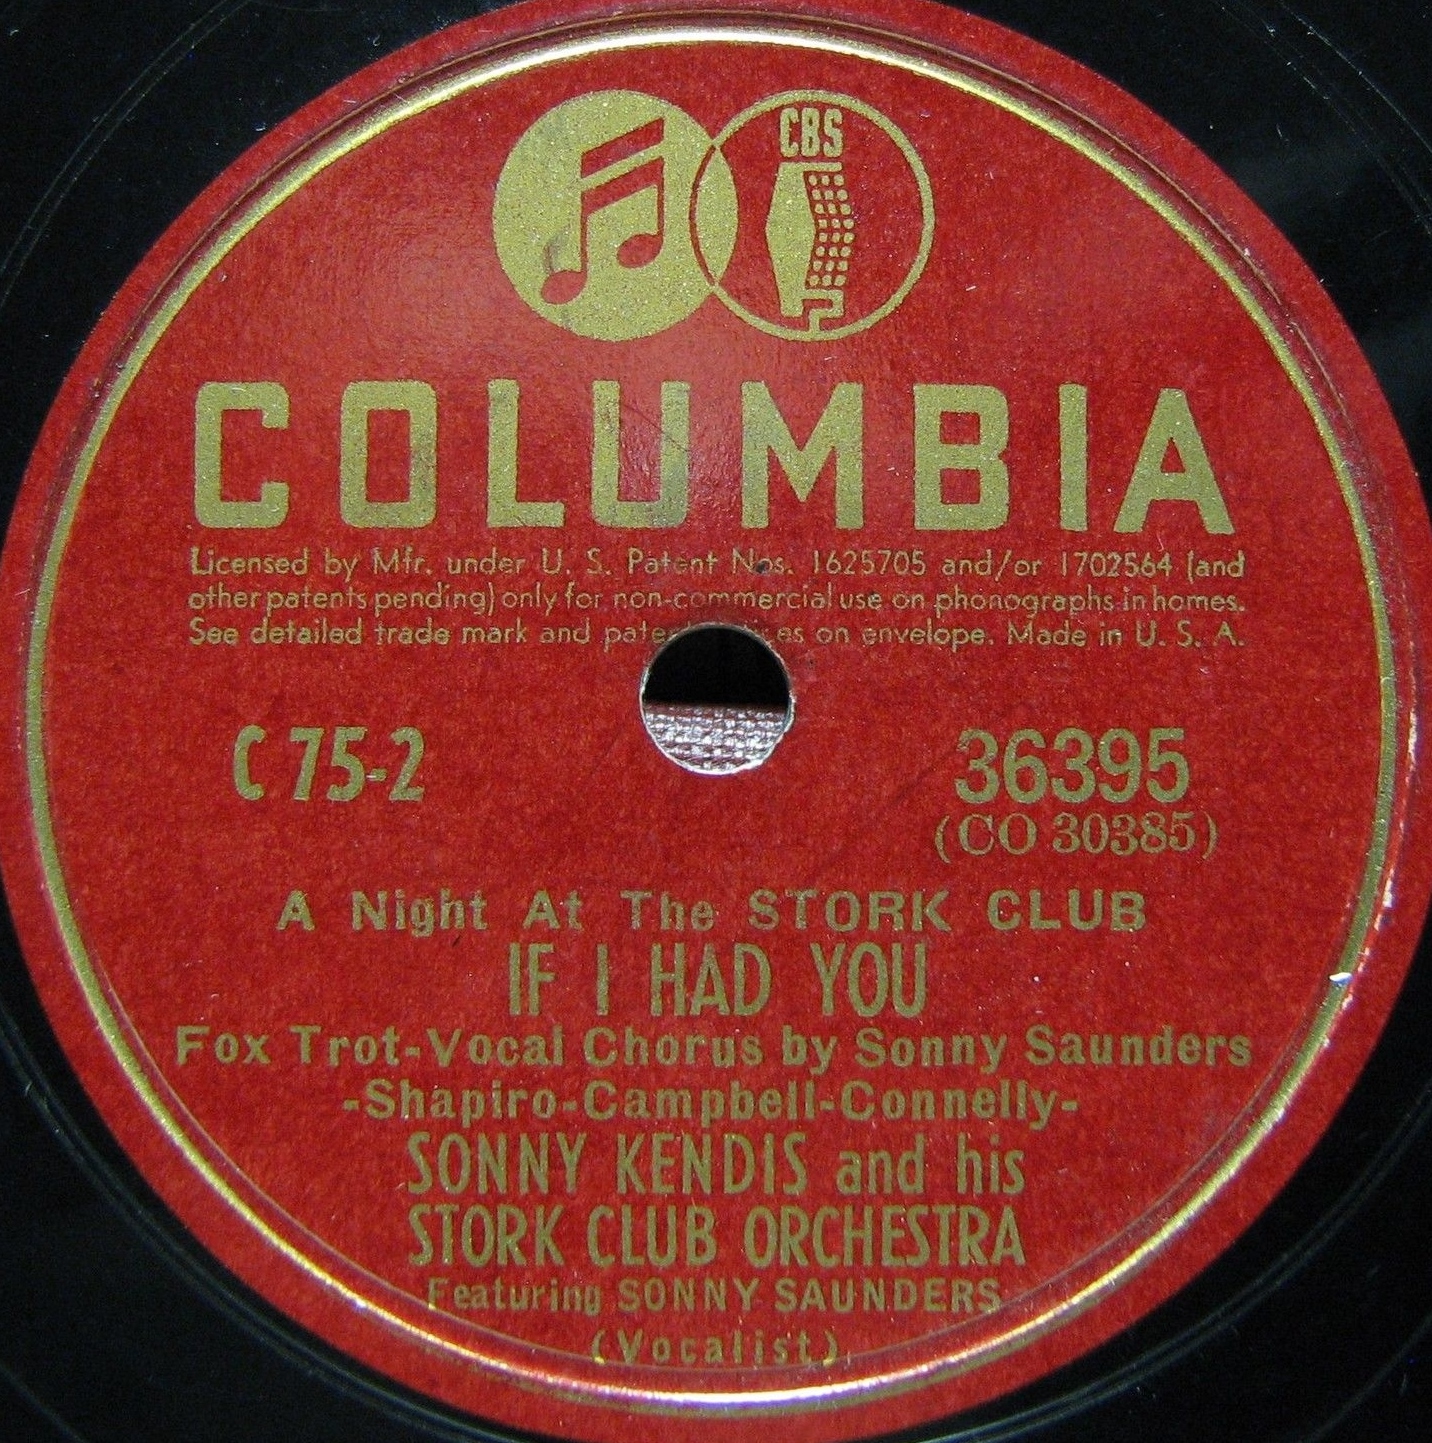 CBS
COLUMBIA
Licensed by Mfr. under U. S. Patent Nos. 1625705 and/or 1702564 (and
other patents pending) only for non-commercial use on phonographs in homes.
See detailed trade mark and on envelope. Made in U. S. A.
C 75-2
36395
(CO 30385)
A Night At The STORK CLUB
IF I HAD YOU
Fox Trot-Vocal Chorus by Sonny Saunders
-Shapiro-Campbell-Connelly-
SONNY KENDIS and his
STORK CLUB ORCHESTRA
Featuring SONNY SAUNDERS
(Vocalist)